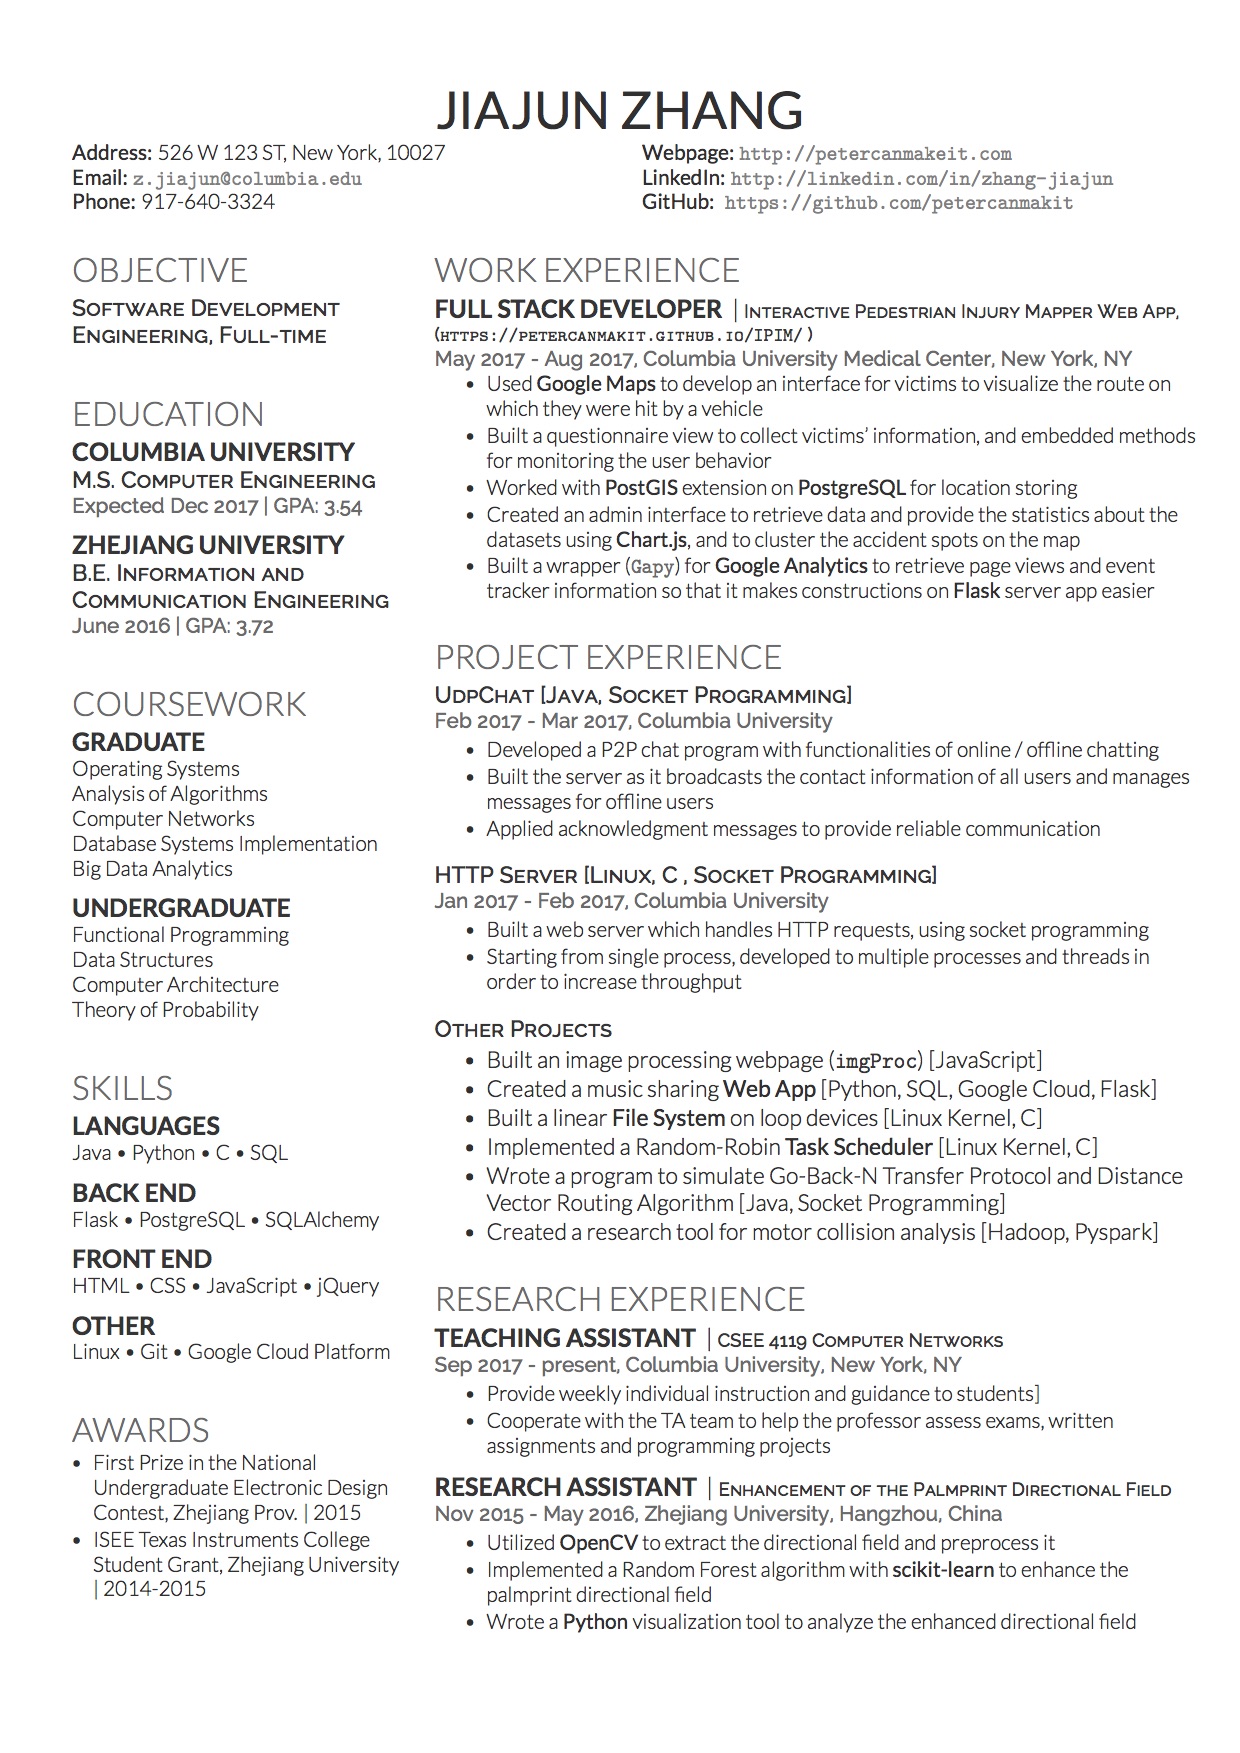 JIAJUN ZHANG
Address: 526 W 123 ST, New York, 10027
Email: z.jiajun@columbia.edu
Phone: 917-640-3324
Webpage: http://petercanmakeit.com
LinkedIn: http://linkedin.com/in/zhang-jiajun
GitHub: https://github.com/petercanmakit
OBJECTIVE
Software Development
Engineering, Full-time
EDUCATION
COLUMBIA UNIVERSITY
M.S. Computer Engineering
Expected Dec 2017 | GPA: 3.54
ZHEJIANG UNIVERSITY
B.E. Information and
Communication Engineering
June 2016 | GPA: 3.72
COURSEWORK
GRADUATE
Operating Systems
Analysis of Algorithms
Computer Networks
Database Systems Implementation
Big Data Analytics
UNDERGRADUATE
Functional Programming
Data Structures
Computer Architecture
Theory of Probability
SKILLS
LANGUAGES
Java • Python • C • SQL
BACK END
Flask • PostgreSQL • SQLAlchemy
FRONT END
HTML • CSS • JavaScript • jQuery
OTHER
Linux • Git • Google Cloud Platform
AWARDS
• First Prize in the National
Undergraduate Electronic Design
Contest, Zhejiang Prov. | 2015
• ISEE Texas Instruments College
Student Grant, Zhejiang University
| 2014-2015
WORK EXPERIENCE
FULL STACK DEVELOPER | Interactive Pedestrian Injury Mapper Web App,
(https://petercanmakit.github.io/IPIM/ )
May 2017 - Aug 2017, Columbia University Medical Center, New York, NY
• Used Google Maps to develop an interface for victims to visualize the route on
which they were hit by a vehicle
• Built a questionnaire view to collect victims’ information, and embedded methods
for monitoring the user behavior
• Worked with PostGIS extension on PostgreSQL for location storing
• Created an admin interface to retrieve data and provide the statistics about the
datasets using Chart.js, and to cluster the accident spots on the map
• Built a wrapper (Gapy) for Google Analytics to retrieve page views and event
tracker information so that it makes constructions on Flask server app easier
PROJECT EXPERIENCE
UdpChat [Java, Socket Programming]
Feb 2017 - Mar 2017, Columbia University
• Developed a P2P chat program with functionalities of online / offline chatting
• Built the server as it broadcasts the contact information of all users and manages
messages for offline users
• Applied acknowledgment messages to provide reliable communication
HTTP Server [Linux, C , Socket Programming]
Jan 2017 - Feb 2017, Columbia University
• Built a web server which handles HTTP requests, using socket programming
• Starting from single process, developed to multiple processes and threads in
order to increase throughput
Other Projects
• Built an image processing webpage (imgProc) [JavaScript]
• Created a music sharing Web App [Python, SQL, Google Cloud, Flask]
• Built a linear File System on loop devices [Linux Kernel, C]
• Implemented a Random-Robin Task Scheduler [Linux Kernel, C]
• Wrote a program to simulate Go-Back-N Transfer Protocol and Distance
Vector Routing Algorithm [Java, Socket Programming]
• Created a research tool for motor collision analysis [Hadoop, Pyspark]
RESEARCH EXPERIENCE
TEACHING ASSISTANT | CSEE 4119 Computer Networks
Sep 2017 - present, Columbia University, New York, NY
• Provide weekly individual instruction and guidance to students]
• Cooperate with the TA team to help the professor assess exams, written
assignments and programming projects
RESEARCH ASSISTANT | Enhancement of the Palmprint Directional Field
Nov 2015 - May 2016, Zhejiang University, Hangzhou, China
• Utilized OpenCV to extract the directional field and preprocess it
• Implemented a Random Forest algorithm with scikit-learn to enhance the
palmprint directional field
• Wrote a Python visualization tool to analyze the enhanced directional field